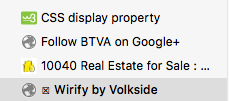 CSS display property
Follow BTVA on Google+
10040 Real Estate for Sale : ...
☒ Wirify by Volkside